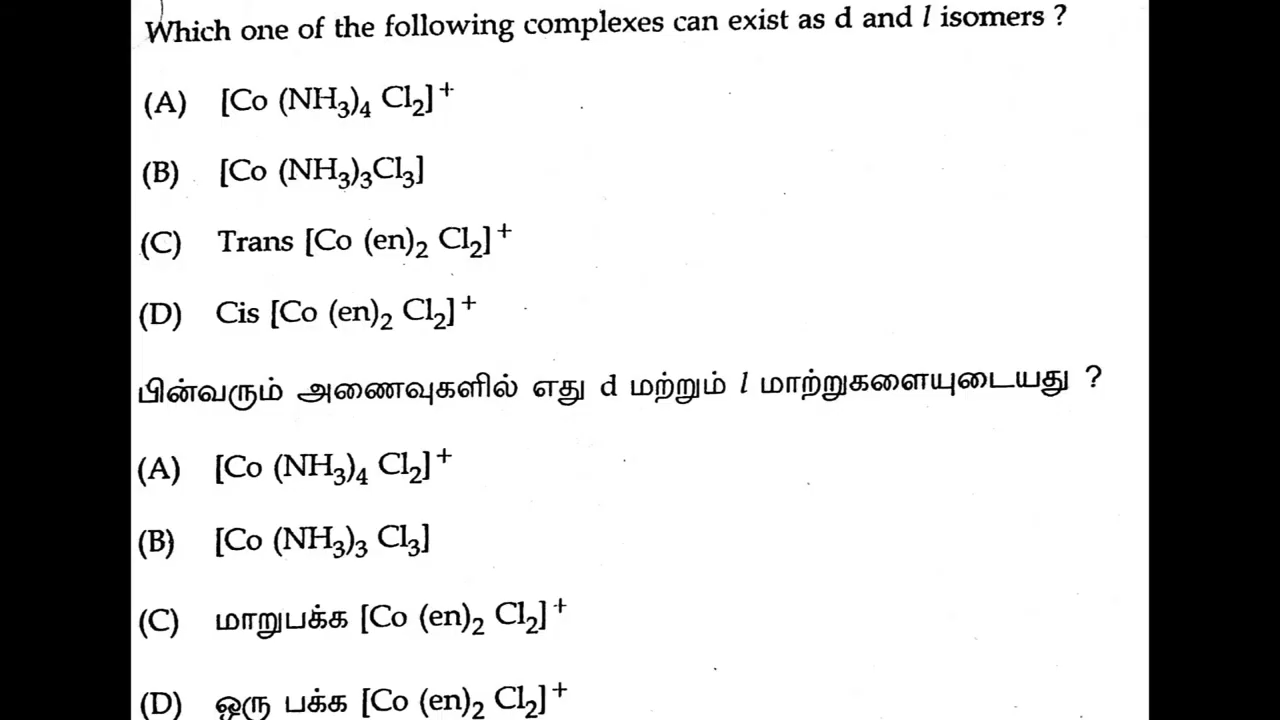 Which one of the following complexes can exist as d and l isomers ?
(A) [Co (NH₃)₄ Cl₂]⁺
(B) [Co (NH₃)₃Cl₃]
(C) Trans [Co (en)₂ Cl₂]⁺
(D) Cis [Co (en)₂ Cl₂]⁺
பின்வரும் அணைவுகளில் எது d மற்றும் l மாற்றுகளையுடையது ?
(A) [Co (NH₃)₄ Cl₂]⁺
(B) [Co (NH₃)₃ Cl₃]
(C) மாறுபக்க [Co (en)₂ Cl₂]⁺
(D) ஒரு பக்க [Co (en)₂ Cl₂]⁺